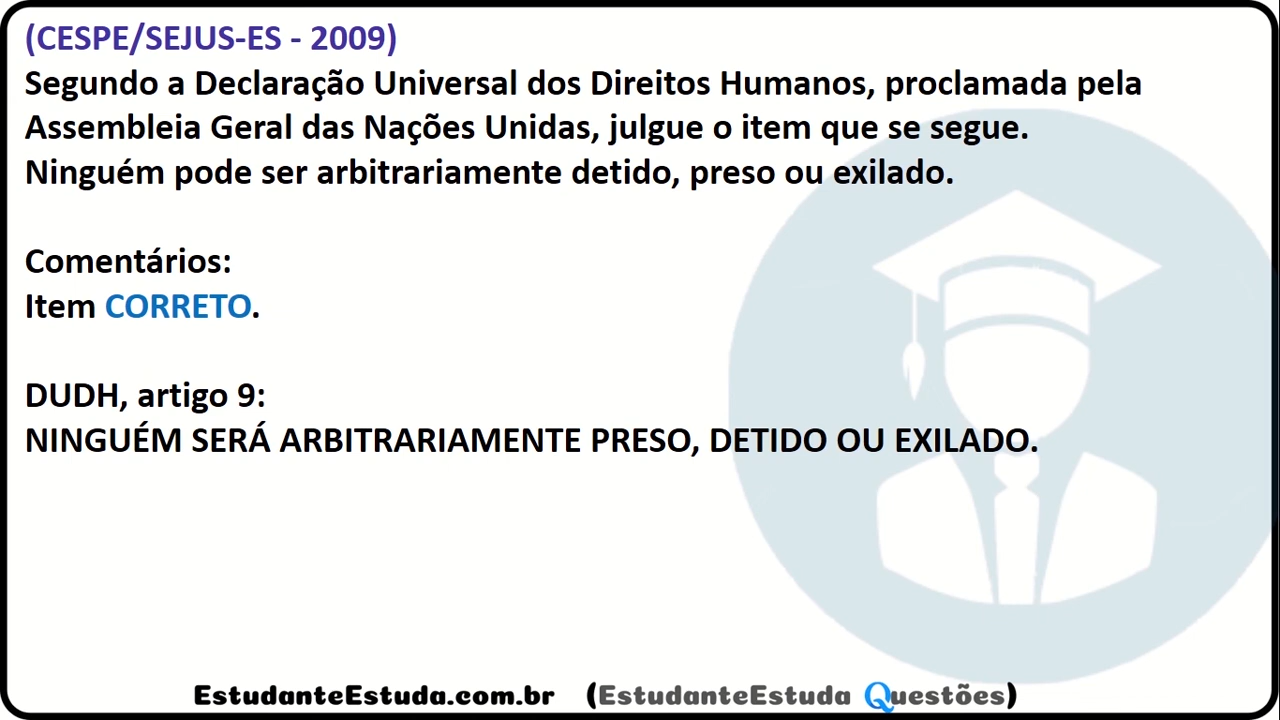 (CESPE/SEJUS-ES - 2009)
Segundo a Declaração Universal dos Direitos Humanos, proclamada pela
Assembleia Geral das Nações Unidas, julgue o item que se segue.
Ninguém pode ser arbitrariamente detido, preso ou exilado.
Comentários:
Item CORRETO.
DUDH, artigo 9:
NINGUÉM SERÁ ARBITRARIAMENTE PRESO, DETIDO OU EXILADO.
EstudanteEstuda.com.br (EstudanteEstuda Questões)